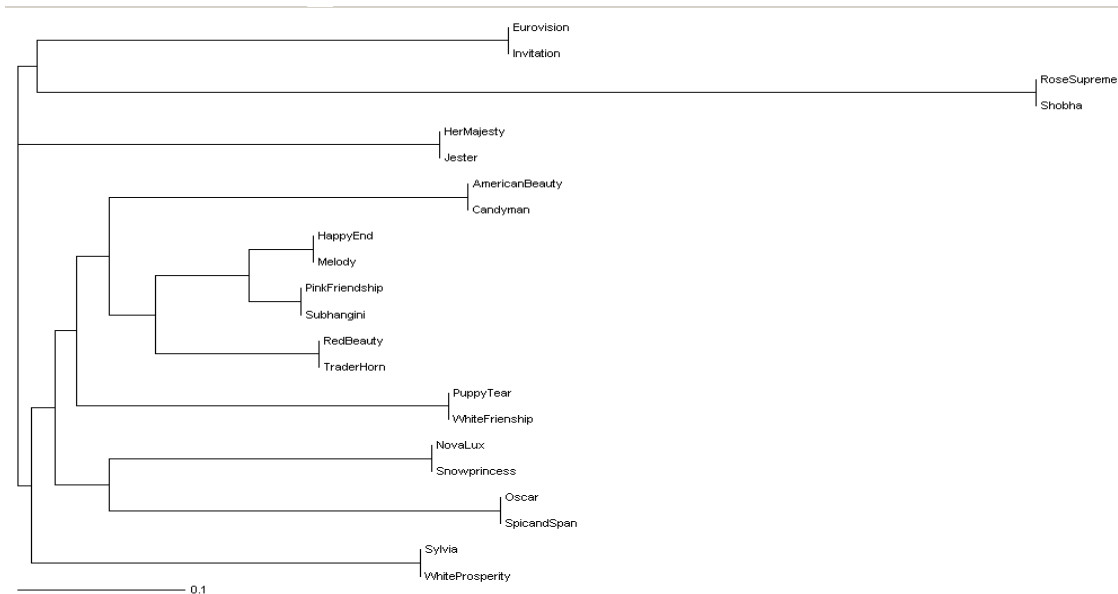 Eurovision
Invitation
RoseSupreme
Shobha
HerMajesty
Jester
AmericanBeauty
Candyman
HappyEnd
Melody
PinkFriendship
Subhangini
RedBeauty
TraderHorn
PuppyTear
WhiteFrienship
NovaLux
Snowprincess
Oscar
SpicandSpan
Sylvia
WhiteProsperity
0.1